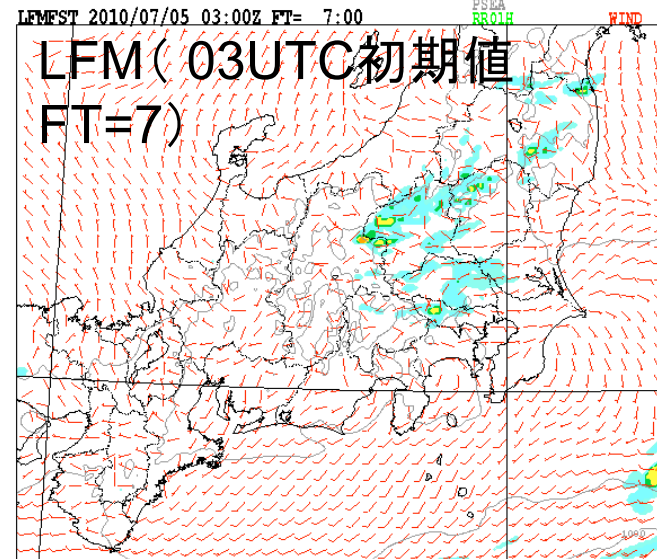 PSEA
LFMFST 2010/07/05 03:00Z FT= 7:00 RR01H WIND
LFM( 03UTC初期値
FT=7)